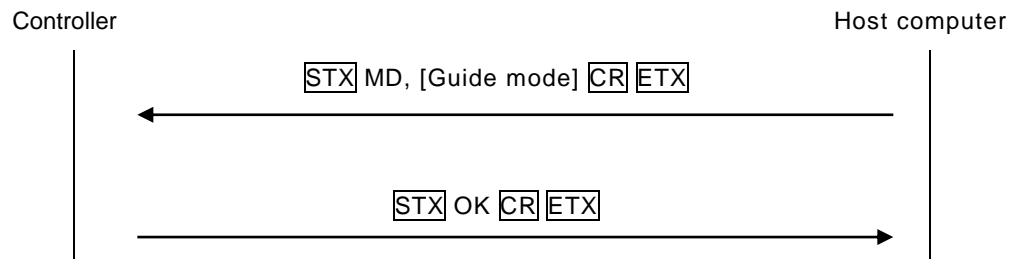 Controller Host computer
STX MD, [Guide mode] CR ETX
STX OK CR ETX